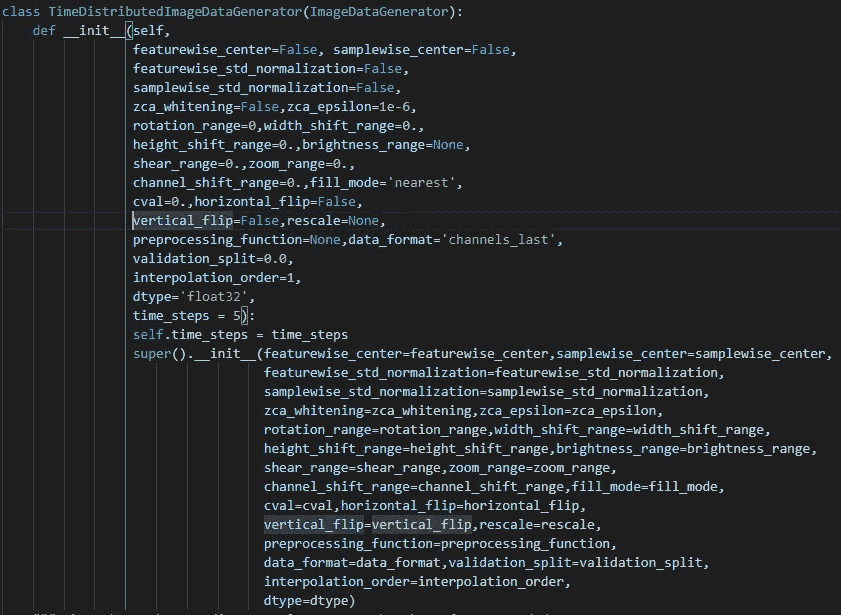 class TimeDistributedImageDataGenerator(ImageDataGenerator):
    def __init__(self,
                 featurewise_center=False, samplewise_center=False,
                 featurewise_std_normalization=False,
                 samplewise_std_normalization=False,
                 zca_whitening=False,zca_epsilon=1e-6,
                 rotation_range=0,width_shift_range=0.,
                 height_shift_range=0.,brightness_range=None,
                 shear_range=0.,zoom_range=0.,
                 channel_shift_range=0.,fill_mode='nearest',
                 cval=0.,horizontal_flip=False,
                 vertical_flip=False,rescale=None,
                 preprocessing_function=None,data_format='channels_last',
                 validation_split=0.0,
                 interpolation_order=1,
                 dtype='float32',
                 time_steps = 5):
                 self.time_steps = time_steps
                 super().__init__(featurewise_center=featurewise_center,samplewise_center=samplewise_center,
                                  featurewise_std_normalization=featurewise_std_normalization,
                                  samplewise_std_normalization=samplewise_std_normalization,
                                  zca_whitening=zca_whitening,zca_epsilon=zca_epsilon,
                                  rotation_range=rotation_range,width_shift_range=width_shift_range,
                                  height_shift_range=height_shift_range,brightness_range=brightness_range,
                                  shear_range=shear_range,zoom_range=zoom_range,
                                  channel_shift_range=channel_shift_range,fill_mode=fill_mode,
                                  cval=cval,horizontal_flip=horizontal_flip,
                                  vertical_flip=vertical_flip,rescale=rescale,
                                  preprocessing_function=preprocessing_function,
                                  data_format=data_format,validation_split=validation_split,
                                  interpolation_order=interpolation_order,
                                  dtype=dtype)